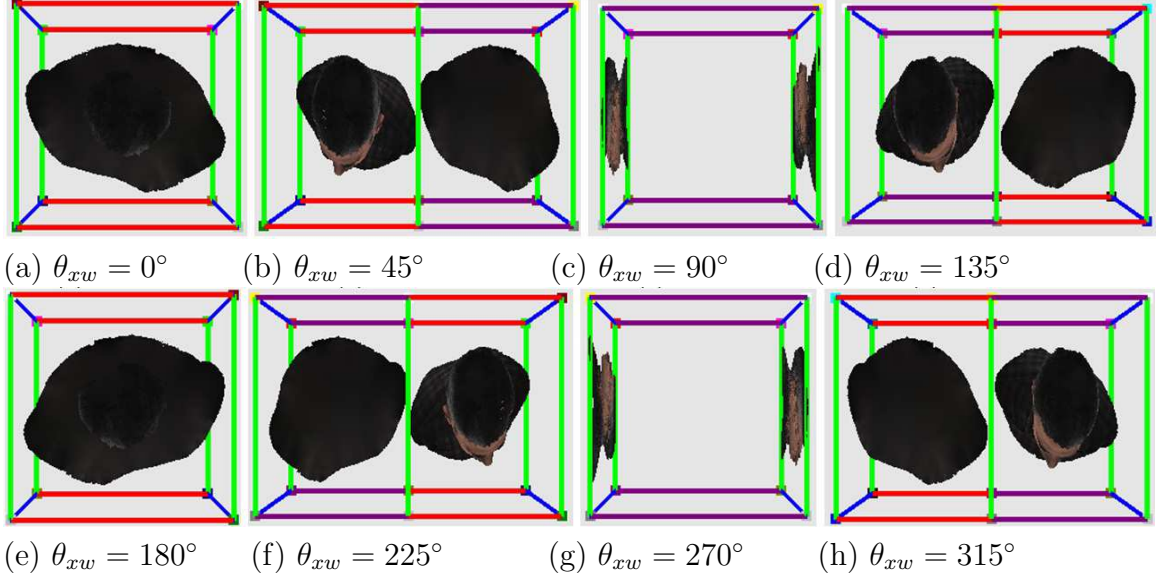 (a) θxw = 0° (b) θxw = 45° (c) θxw = 90° (d) θxw = 135°
(e) θxw = 180° (f) θxw = 225° (g) θxw = 270° (h) θxw = 315°